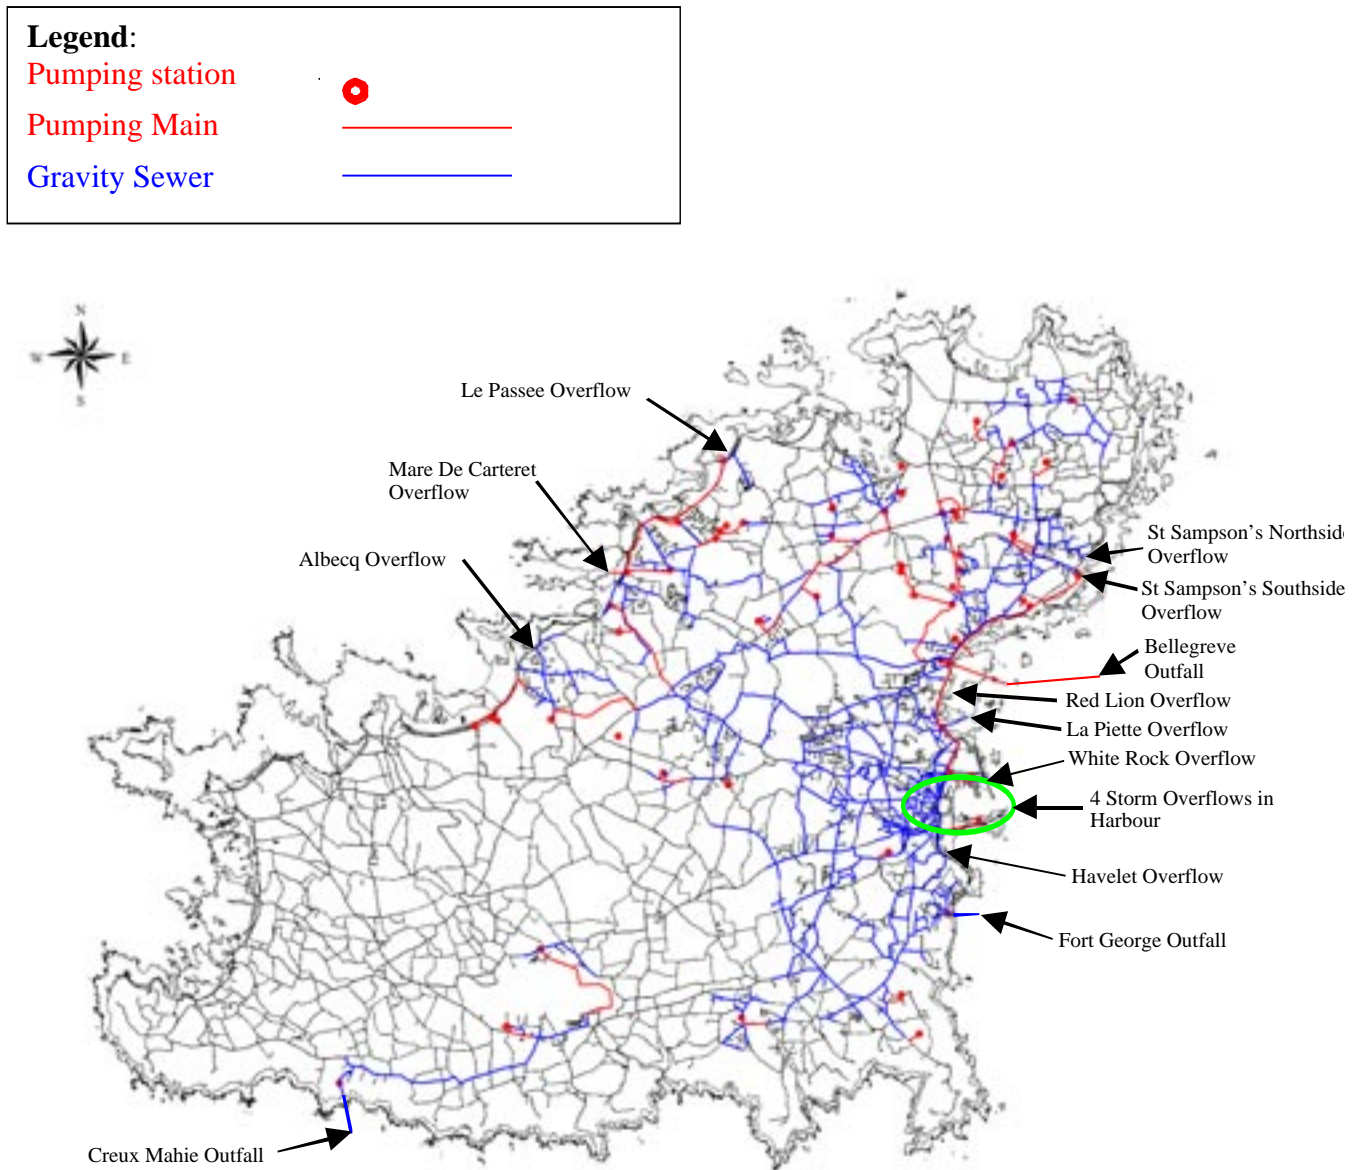 Legend:
Pumping station
Pumping Main
Gravity Sewer
N
W
E
S
Le Passee Overflow
Mare De Carteret
Overflow
Albecq Overflow
St Sampson's Northside
Overflow
St Sampson's Southside
Overflow
Bellegreve
Outfall
Red Lion Overflow
La Piette Overflow
White Rock Overflow
4 Storm Overflows in
Harbour
Havelet Overflow
Fort George Outfall
Creux Mahie Outfall